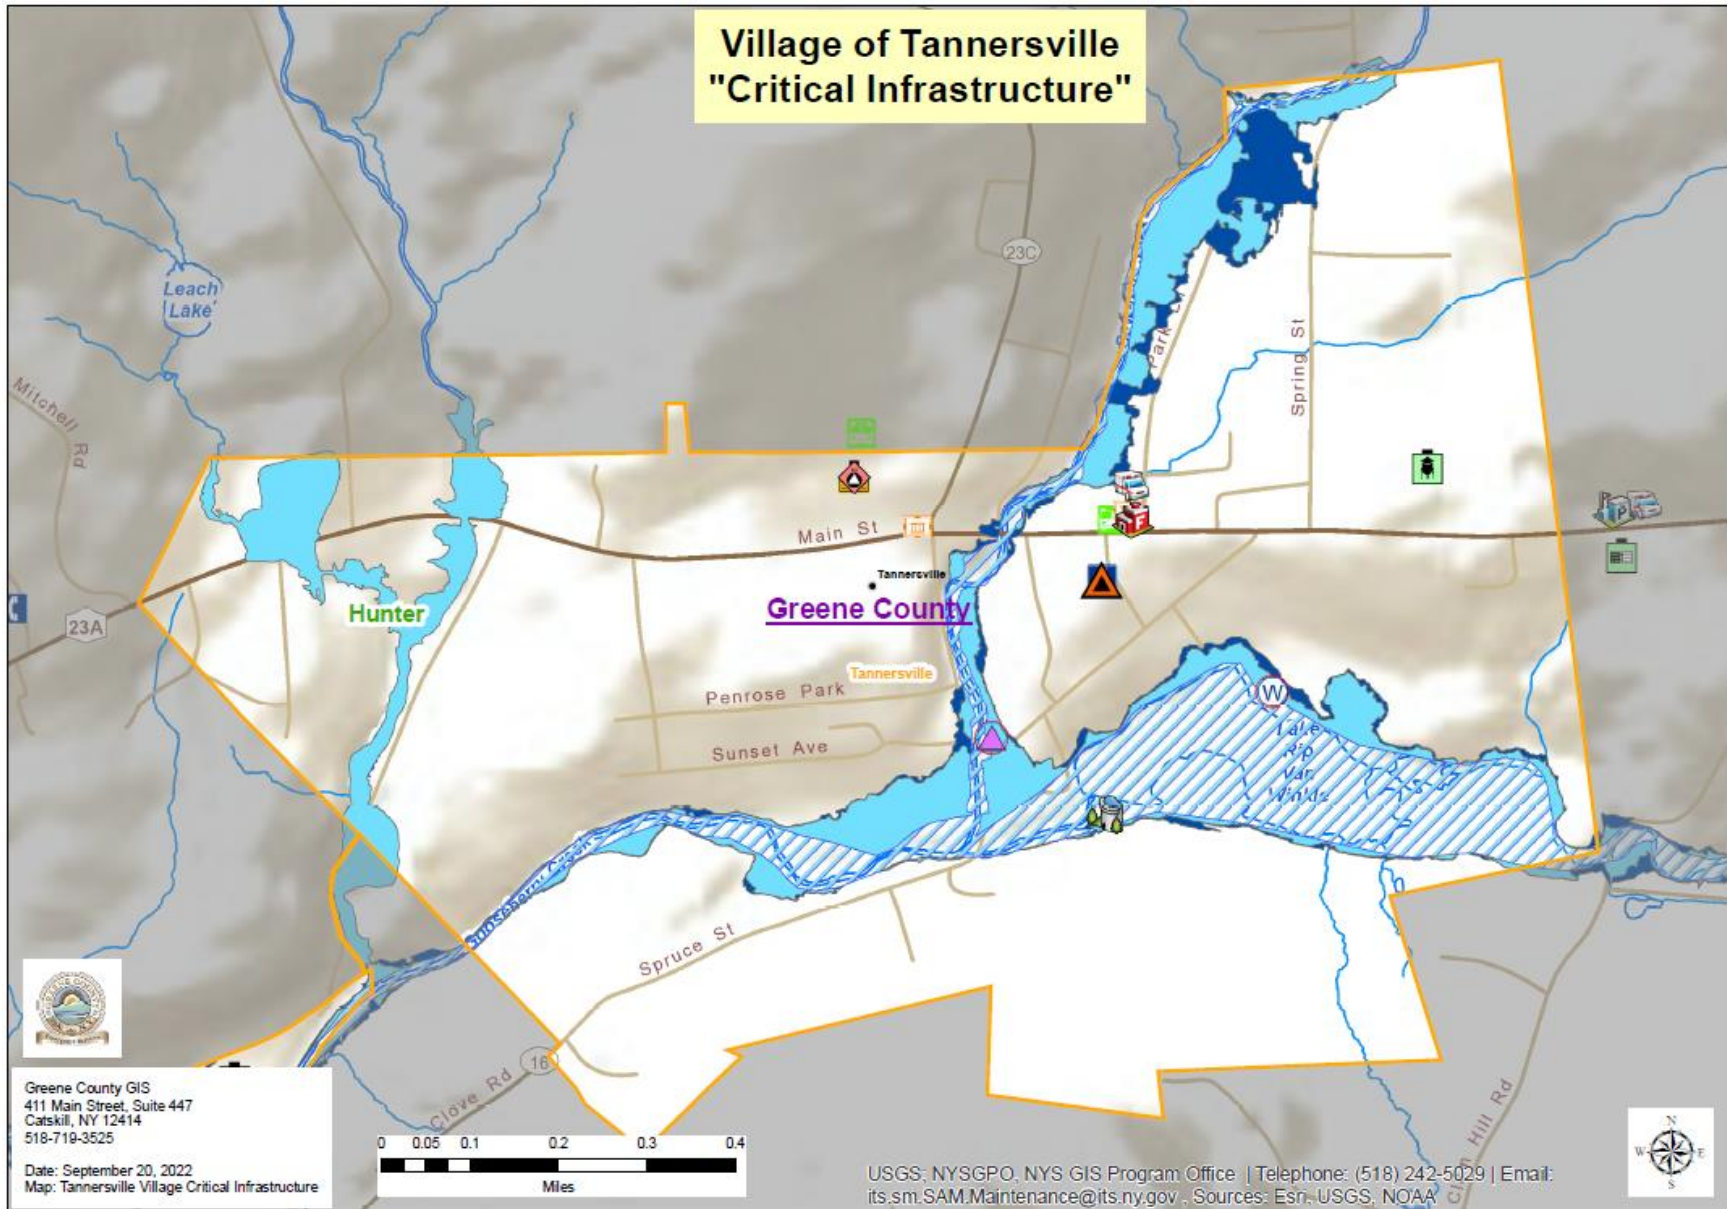 Village of Tannersville
"Critical Infrastructure"
23C
Leach
Lake
Mitchell Rd
Park
Spring St
Main St
F
P
Tannersville
Greene County
Hunter
23A
Tannersville
Penrose Park
W
Lake
Rip
Van
Winkle
Sunset Ave
Gooseberry Creek
Spruce St
16
Clove Rd
Hill Rd
Greene County GIS
411 Main Street, Suite 447
Catskill, NY 12414
518-719-3525
Date: September 20, 2022
Map: Tannersville Village Critical Infrastructure
0 0.05 0.1 0.2 0.3 0.4
Miles
N
W E
S
USGS, NYSGPO, NYS GIS Program Office | Telephone: (518) 242-5029 | Email:
its.sm.SAM.Maintenance@its.ny.gov , Sources: Esri, USGS, NOAA